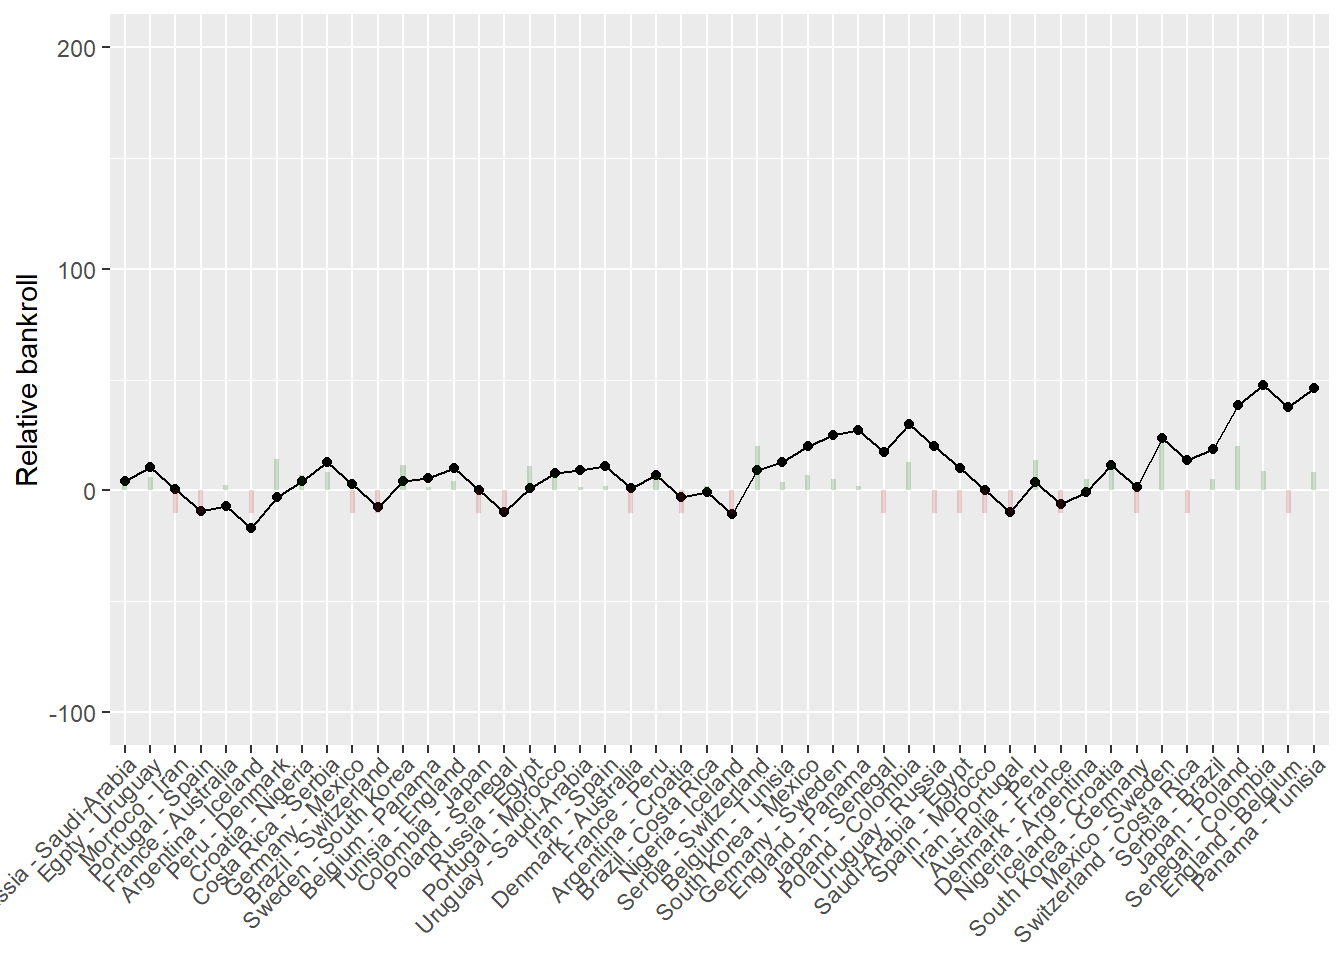 200
100
0
-100
Relative bankroll
ssia - Saudi-Arabia
Egpty - Uruguay
Morroco - Iran
Portugal - Spain
France - Australia
Argentina - Iceland
Peru - Denmark
Croatia - Nigeria
Costa Rica - Serbia
Germany - Mexico
Brazil - Switzerland
Sweden - South Korea
Belgium - Panama
Tunisia - England
Colombia - Japan
Poland - Senegal
Russia - Egypt
Portugal - Morocco
Uruguay - Saudi-Arabia
Iran - Spain
Denmark - Australia
France - Peru
Argentina - Croatia
Brazil - Costa Rica
Nigeria - Iceland
Serbia - Switzerland
Belgium - Tunisia
South Korea - Mexico
Germany - Sweden
England - Panama
Japan - Senegal
Poland - Colombia
Uruguay - Russia
Saudi-Arabia - Egypt
Spain - Morocco
Iran - Portugal
Australia - Peru
Denmark - France
Nigeria - Argentina
Iceland - Croatia
South Korea - Germany
Mexico - Sweden
Switzerland - Costa Rica
Serbia - Brazil
Japan - Poland
Senegal - Colombia
England - Belgium
Panama - Tunisia